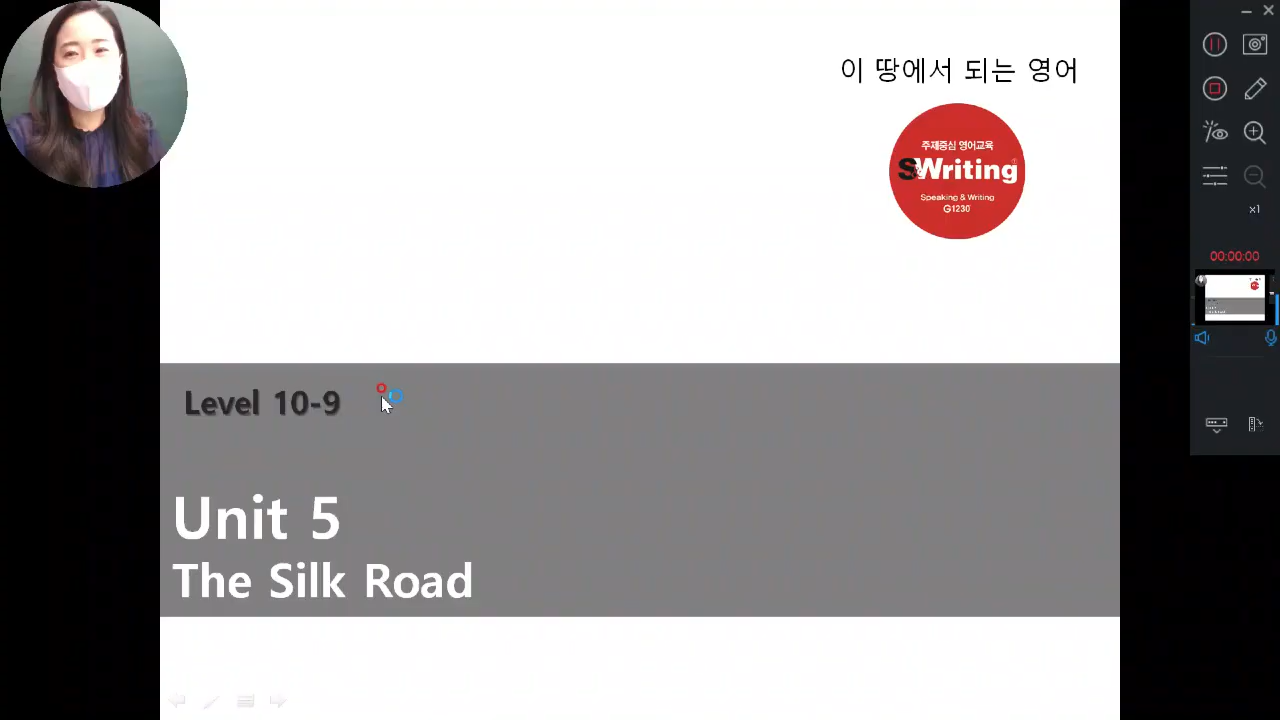 이 땅에서 되는 영어
주제중심 영어교육
S&Writing
Speaking & Writing
G1230
x1
00:00:00
Level 10-9
Unit 5
The Silk Road